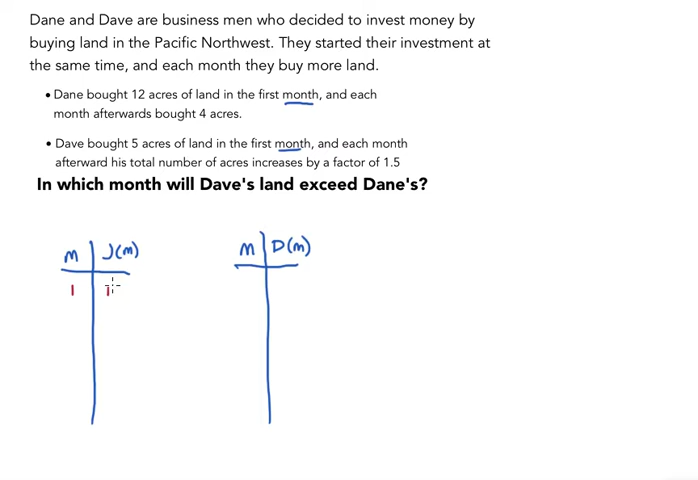 Dane and Dave are business men who decided to invest money by
buying land in the Pacific Northwest. They started their investment at
the same time, and each month they buy more land.
• Dane bought 12 acres of land in the first month, and each
month afterwards bought 4 acres.
• Dave bought 5 acres of land in the first month, and each month
afterward his total number of acres increases by a factor of 1.5
In which month will Dave's land exceed Dane's?
M J(m) M D(m)
1 1